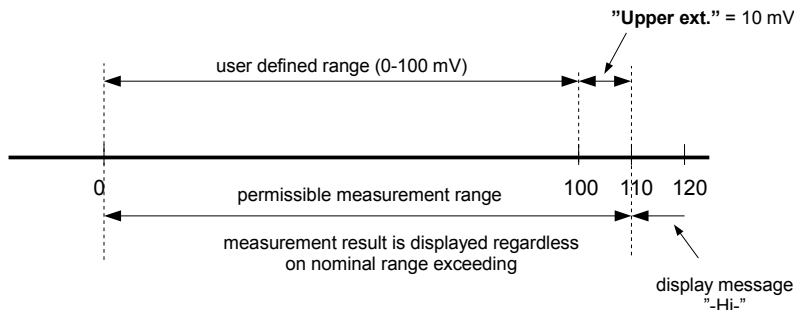 "Upper ext." = 10 mV
user defined range (0-100 mV)
0
100
110
120
permissible measurement range
measurement result is displayed regardless
on nominal range exceeding
display message
"-Hi-"